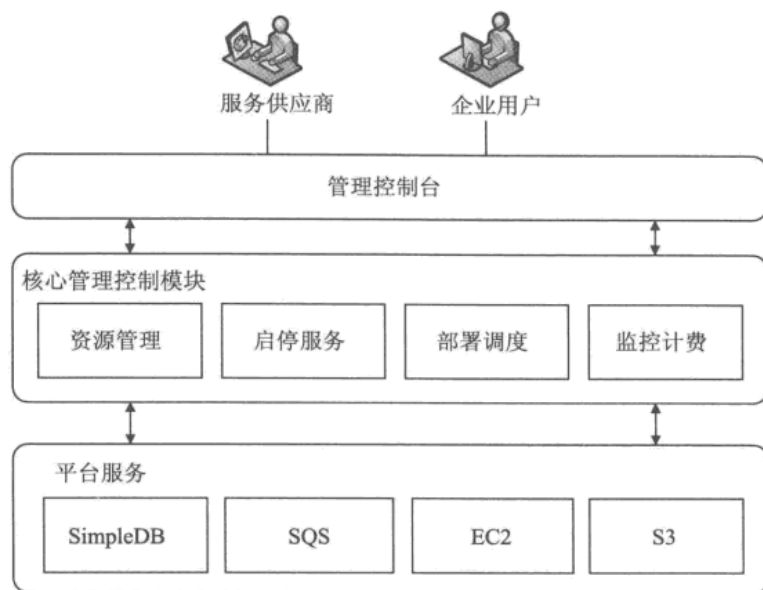 服务供应商 企业用户
管理控制台
核心管理控制模块
资源管理 启停服务 部署调度 监控计费
平台服务
SimpleDB SQS EC2 S3